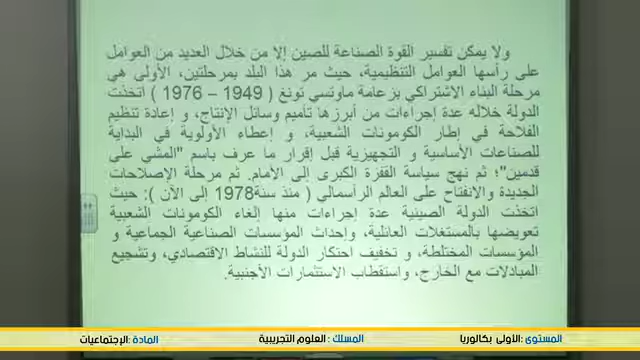 ولا يمكن تفسير القوة الصناعة للصين إلا من خلال العديد من العوامل
على رأسها العوامل التنظيمية، حيث مر هذا البلد بمرحلتين، الأولى هي
مرحلة البناء الاشتراكي بزعامة ماوتسي تونغ ( 1949 – 1976 ) اتخذت
الدولة خلاله عدة إجراءات من أبرزها تأميم وسائل الإنتاج، و إعادة تنظيم
الفلاحة في إطار الكومونات الشعبية، و إعطاء الأولوية في البداية
للصناعات الأساسية و التجهيزية قبل إقرار ما عرف باسم "المشي على
قدمين"؛ ثم نهج سياسة القفزة الكبرى إلى الأمام. ثم مرحلة الإصلاحات
الجديدة والانفتاح على العالم الرأسمالي ( منذ سنة1978 إلى الآن ): حيث
اتخذت الدولة الصينية عدة إجراءات منها إلغاء الكومونات الشعبية
تعويضها بالمستغلات العائلية، وإحداث المؤسسات الصناعية الجماعية و
المؤسسات المختلطة، و تخفيف احتكار الدولة للنشاط الاقتصادي، وتشجيع
المبادلات مع الخارج، واستقطاب الاستثمارات الأجنبية.
المستوى :الأولى بكالوريا المسلك : العلوم التجريبية المادة :الإجتماعيات